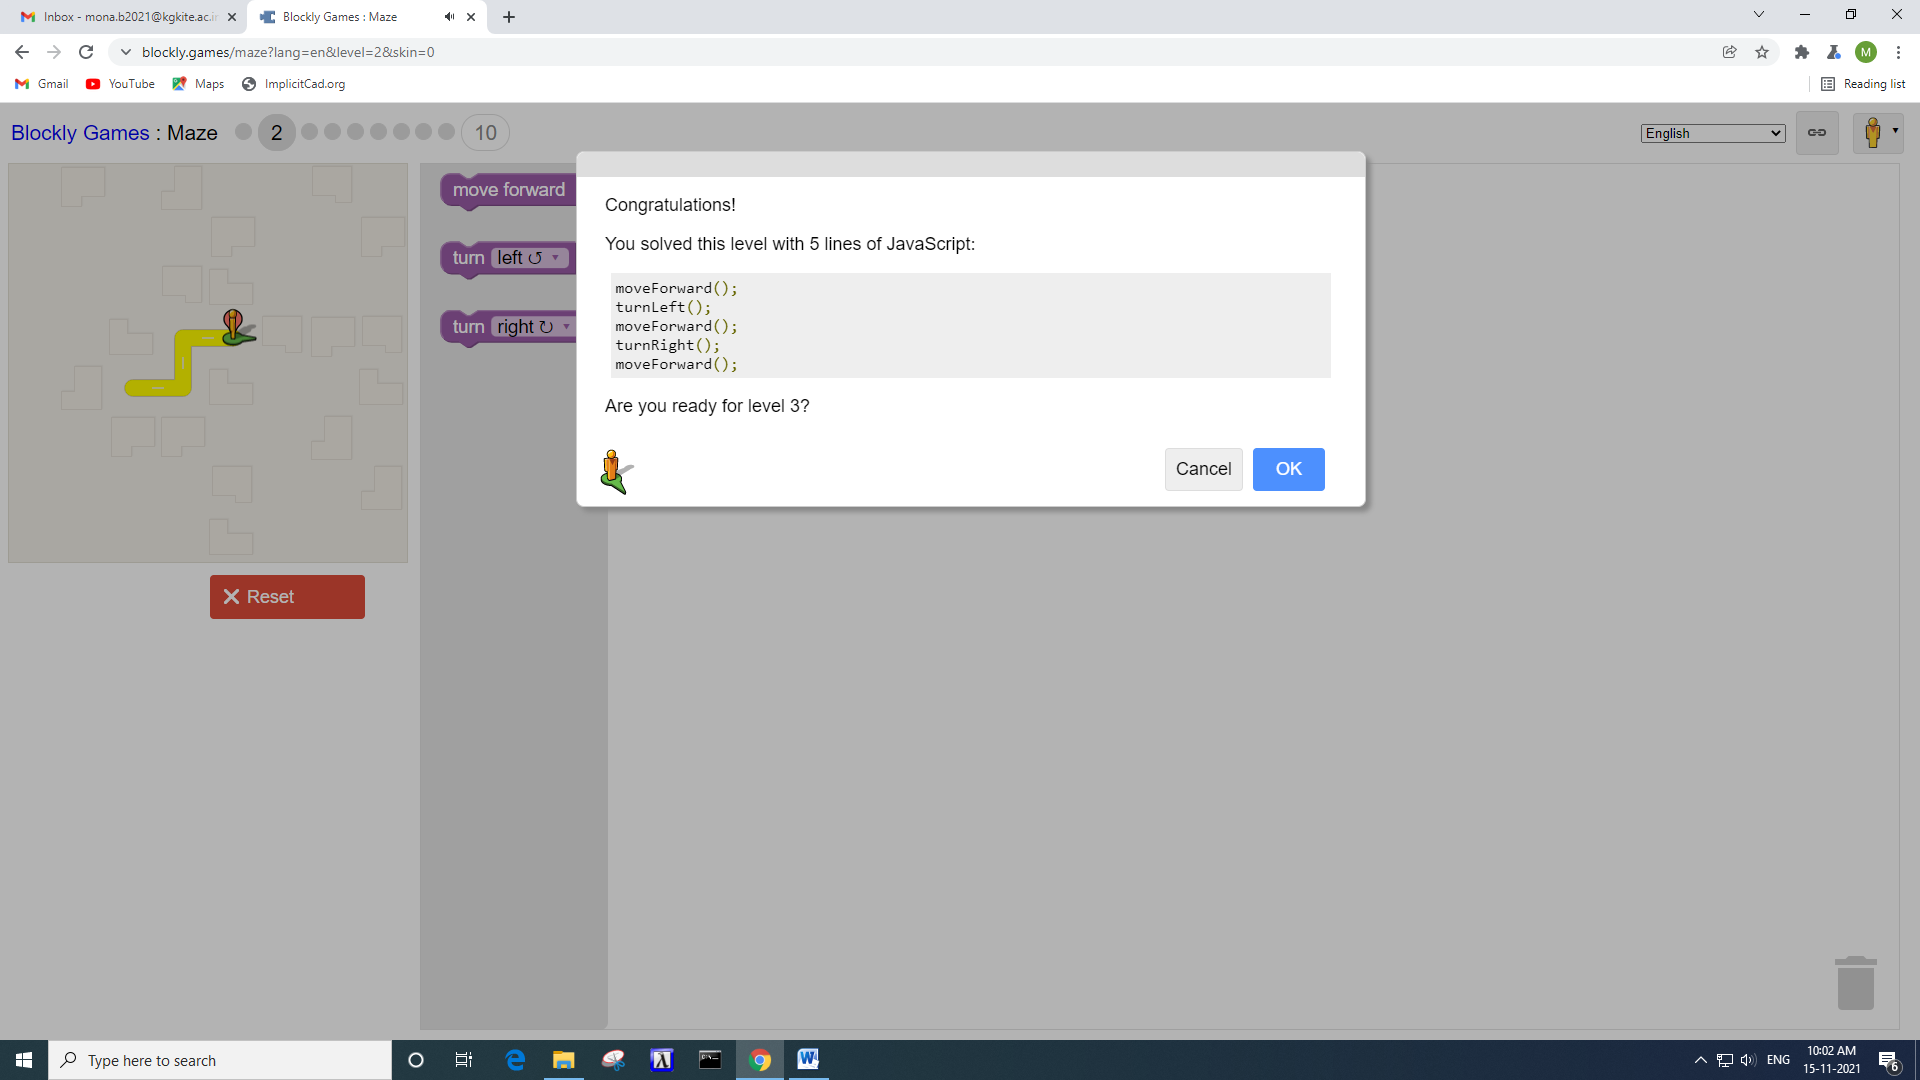 Inbox - mona.b2021@kgkite.ac.in
Blockly Games : Maze
blockly.games/maze?lang=en&level=2&skin=0
M
Gmail
YouTube
Maps
ImplicitCad.org
Reading list
Blockly Games : Maze
2
10
English
move forward
turn left
turn right
Congratulations!
You solved this level with 5 lines of JavaScript:
moveForward();
turnLeft();
moveForward();
turnRight();
moveForward();
Are you ready for level 3?
Cancel
OK
Reset
Type here to search
ENG
10:02 AM
15-11-2021
6